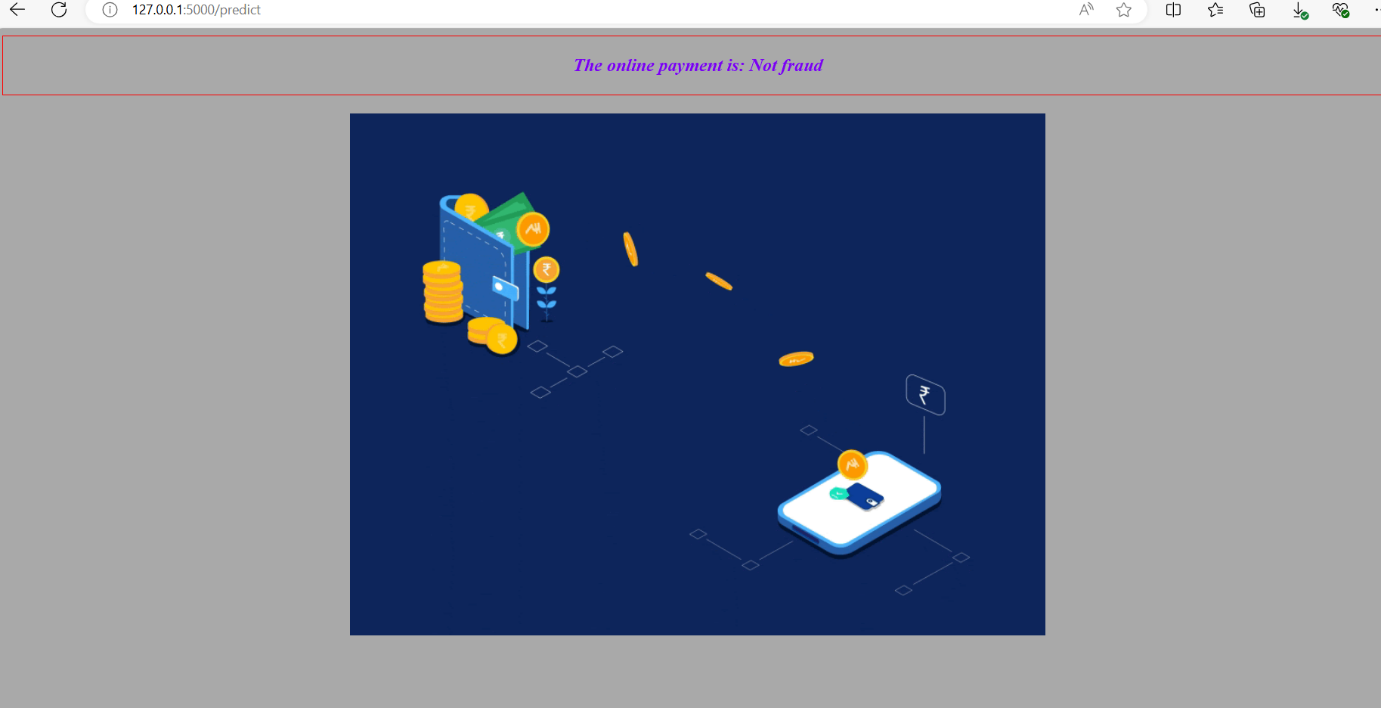 127.0.0.1:5000/predict
The online payment is: Not fraud
₹
₹
₹
₹